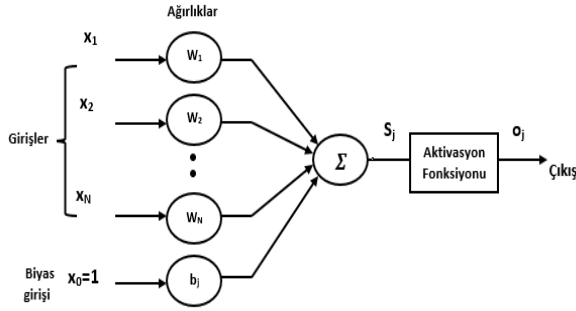 Ağırlıklar
x1
W1
x2
W2
Girişler
Σ
Sj
Aktivasyon
Fonksiyonu
oj
Çıkış
xN
WN
Biyas
girişi
x0=1
bj